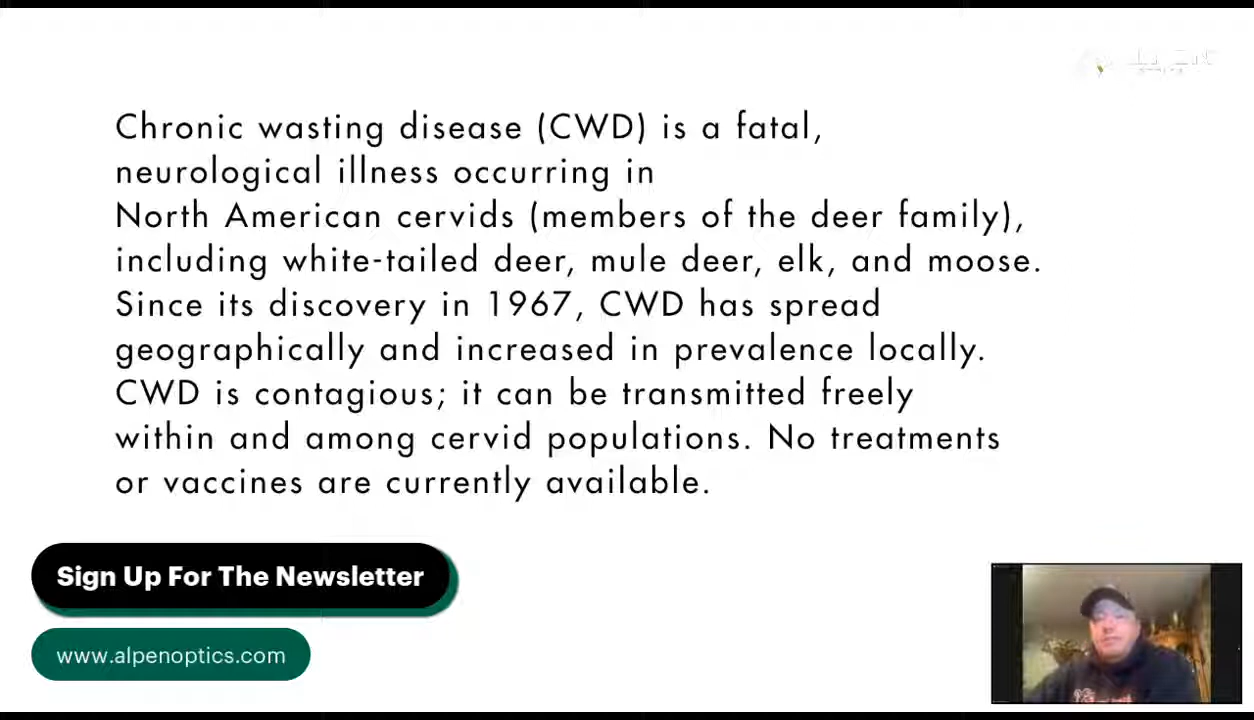 Chronic wasting disease (CWD) is a fatal,
neurological illness occurring in
North American cervids (members of the deer family),
including white-tailed deer, mule deer, elk, and moose.
Since its discovery in 1967, CWD has spread
geographically and increased in prevalence locally.
CWD is contagious; it can be transmitted freely
within and among cervid populations. No treatments
or vaccines are currently available.
Sign Up For The Newsletter
www.alpenoptics.com